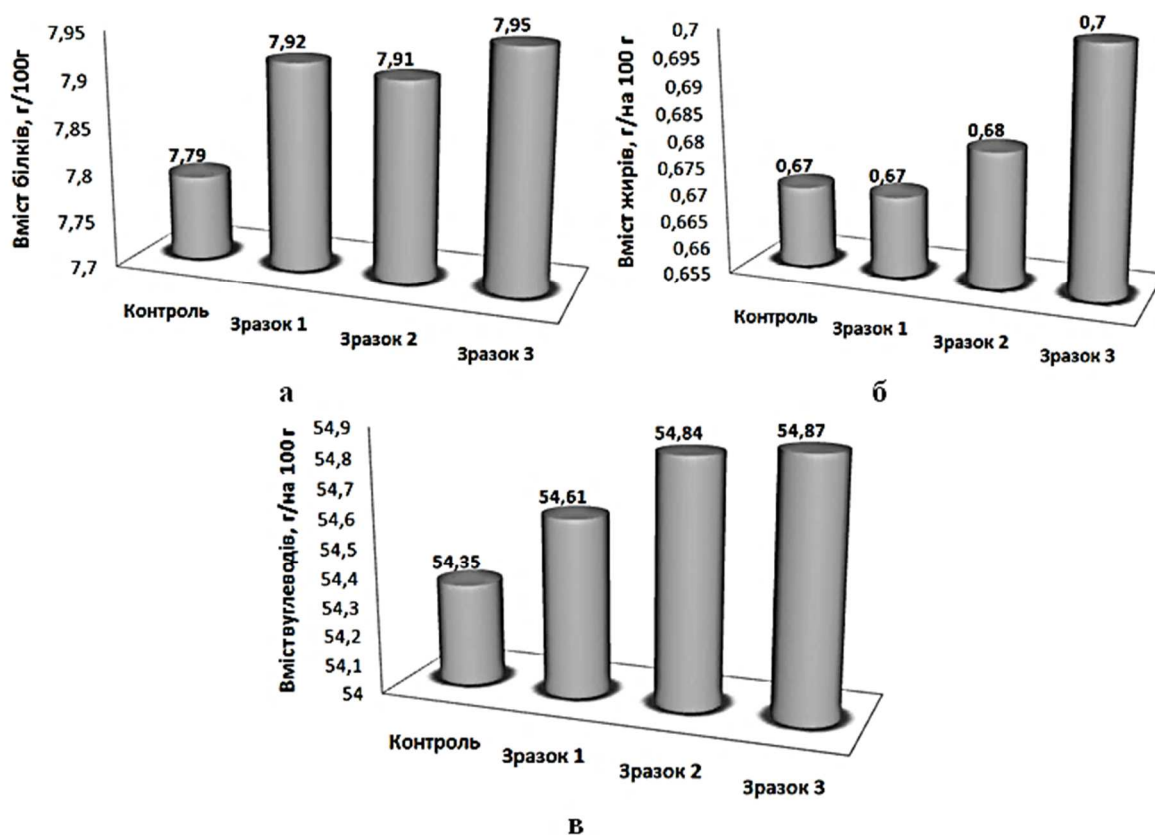 Вміст білків, г/100г
7,95
7,9
7,85
7,8
7,75
7,7
7,79
7,92
7,91
7,95
Контроль
Зразок 1
Зразок 2
Зразок 3
а
Вміст жирів, г/на 100 г
0,7
0,695
0,69
0,685
0,68
0,675
0,67
0,665
0,66
0,655
0,67
0,67
0,68
0,7
Контроль
Зразок 1
Зразок 2
Зразок 3
б
Вміствуглеводів, г/на 100 г
54,9
54,8
54,7
54,6
54,5
54,4
54,3
54,2
54,1
54
54,35
54,61
54,84
54,87
Контроль
Зразок 1
Зразок 2
Зразок 3
в